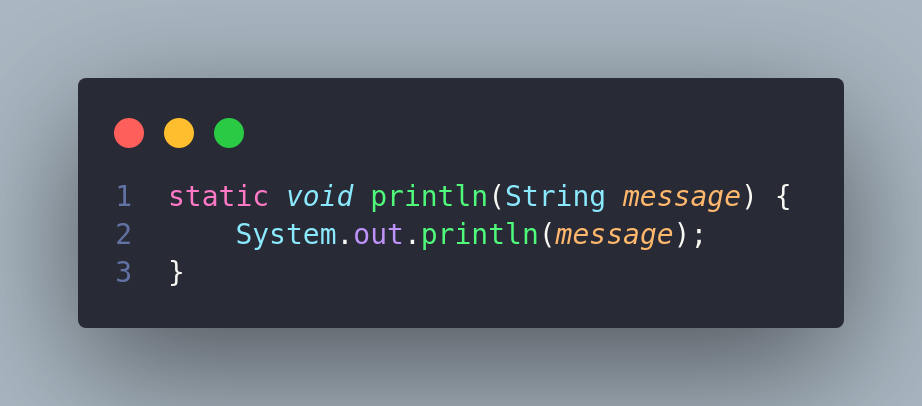 1 static void println(String message) {
2     System.out.println(message);
3 }